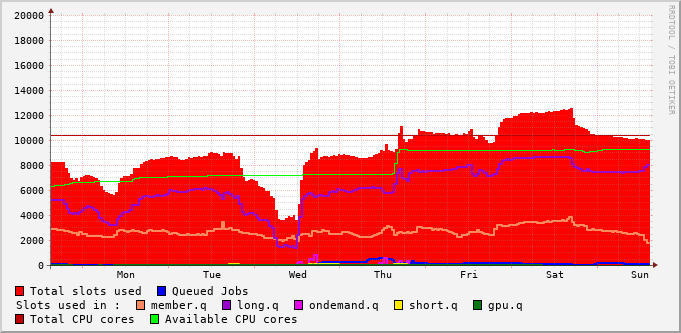 20000
18000
16000
14000
12000
10000
8000
6000
4000
2000
0
Mon Tue Wed Thu Fri Sat Sun
RRDTOOL / TOBI OETIKER
Total slots used Queued Jobs
Slots used in : member.q long.q ondemand.q short.q gpu.q
Total CPU cores Available CPU cores